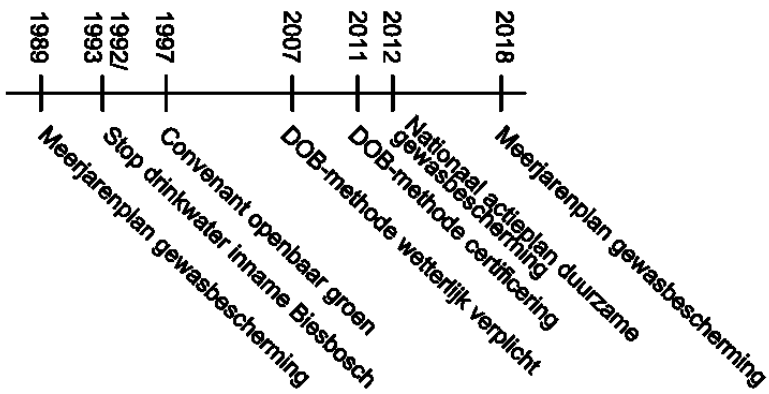 1989
1992/
1993
1997
2007
2011
2012
2018
Meerjarenplan gewasbescherming
Stop drinkwater inname Biesbosch
Convenant openbaar groen
DOB-methode wetterlijk verplicht
DOB-methode certificering
Nationaal actieplan duurzame
gewasbescherming
Meerjarenplan gewasbescherming